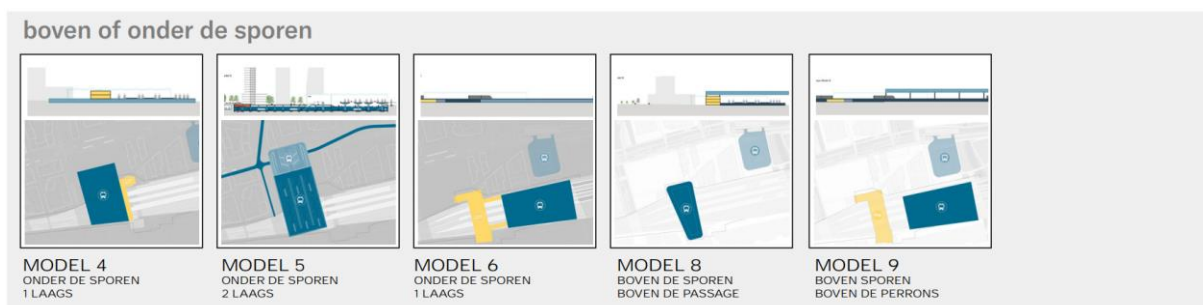 boven of onder de sporen
MODEL 4
ONDER DE SPOREN
1 LAAGS
MODEL 5
ONDER DE SPOREN
2 LAAGS
MODEL 6
ONDER DE SPOREN
1 LAAGS
MODEL 8
BOVEN DE SPOREN
BOVEN DE PASSAGE
MODEL 9
BOVEN SPOREN
BOVEN DE PERRONS